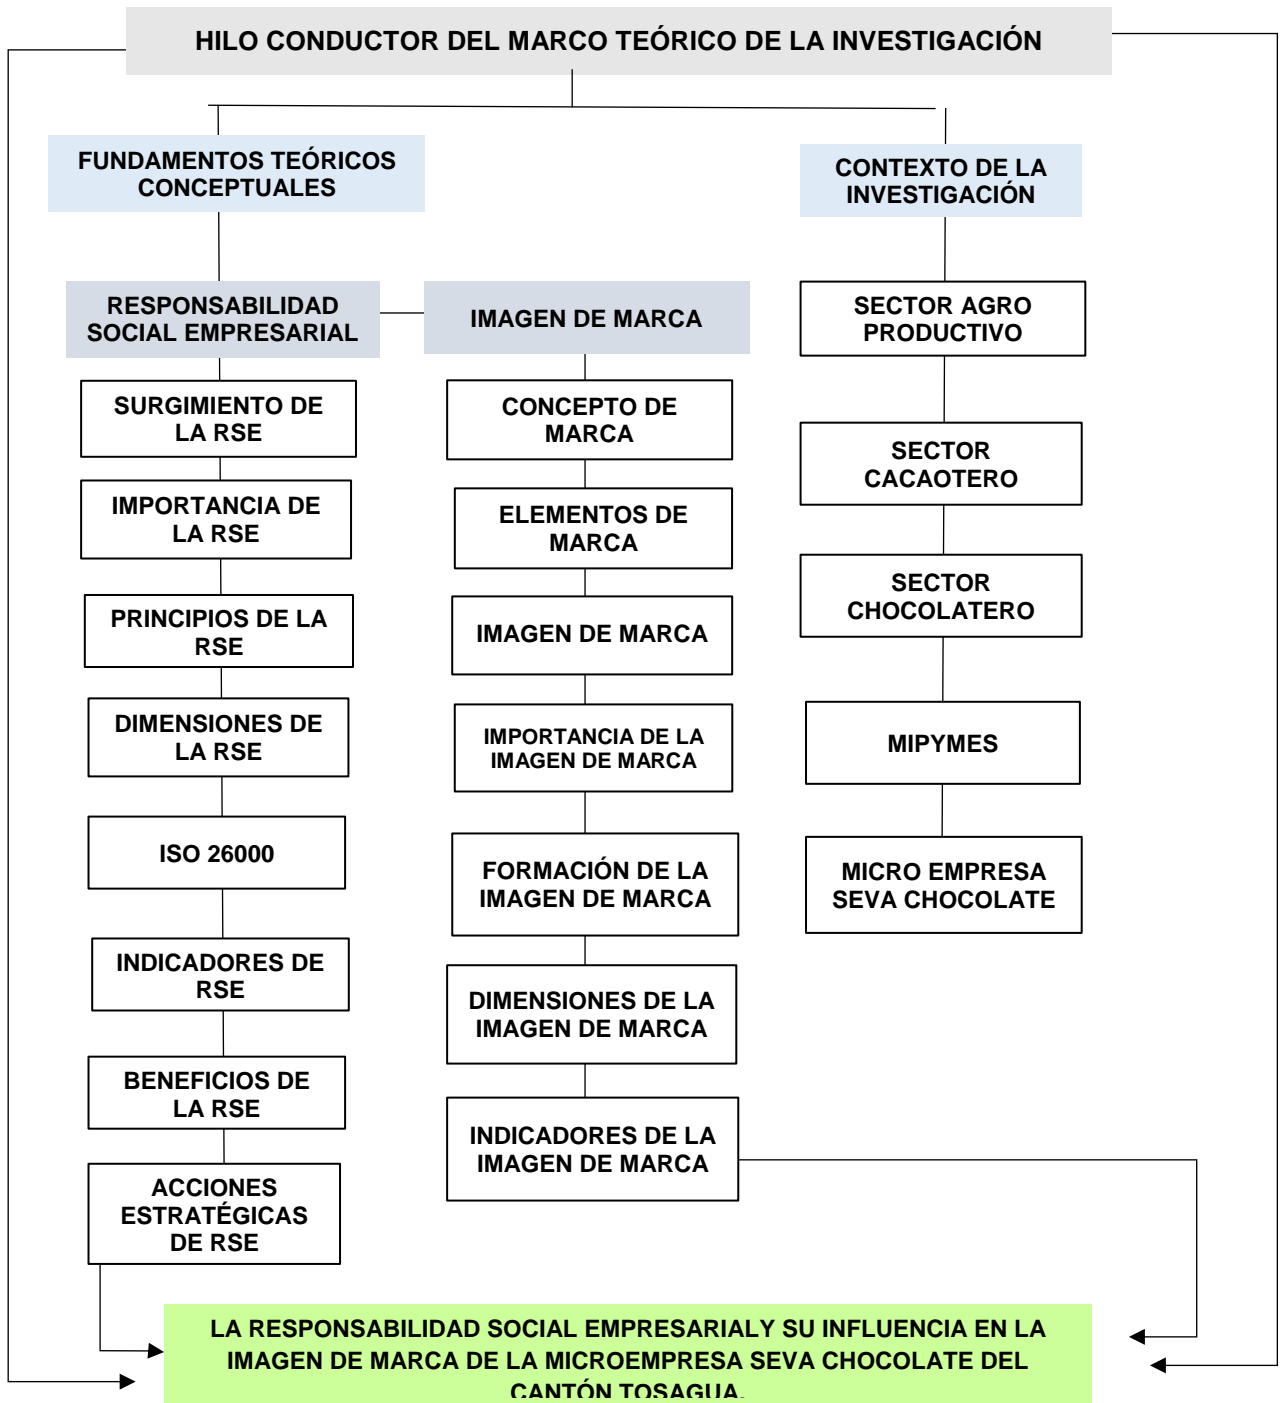 HILO CONDUCTOR DEL MARCO TEÓRICO DE LA INVESTIGACIÓN
FUNDAMENTOS TEÓRICOS
CONCEPTUALES
CONTEXTO DE LA
INVESTIGACIÓN
RESPONSABILIDAD
SOCIAL EMPRESARIAL
SURGIMIENTO DE
LA RSE
IMPORTANCIA DE
LA RSE
PRINCIPIOS DE LA
RSE
DIMENSIONES DE
LA RSE
ISO 26000
INDICADORES DE
RSE
BENEFICIOS DE
LA RSE
ACCIONES
ESTRATÉGICAS
DE RSE
IMAGEN DE MARCA
CONCEPTO DE
MARCA
ELEMENTOS DE
MARCA
IMAGEN DE MARCA
IMPORTANCIA DE LA
IMAGEN DE MARCA
FORMACIÓN DE LA
IMAGEN DE MARCA
DIMENSIONES DE LA
IMAGEN DE MARCA
INDICADORES DE LA
IMAGEN DE MARCA
SECTOR AGRO
PRODUCTIVO
SECTOR
CACAOTERO
SECTOR
CHOCOLATERO
MIPYMES
MICRO EMPRESA
SEVA CHOCOLATE
LA RESPONSABILIDAD SOCIAL EMPRESARIALY SU INFLUENCIA EN LA
IMAGEN DE MARCA DE LA MICROEMPRESA SEVA CHOCOLATE DEL
CANTÓN TOSAGUA.